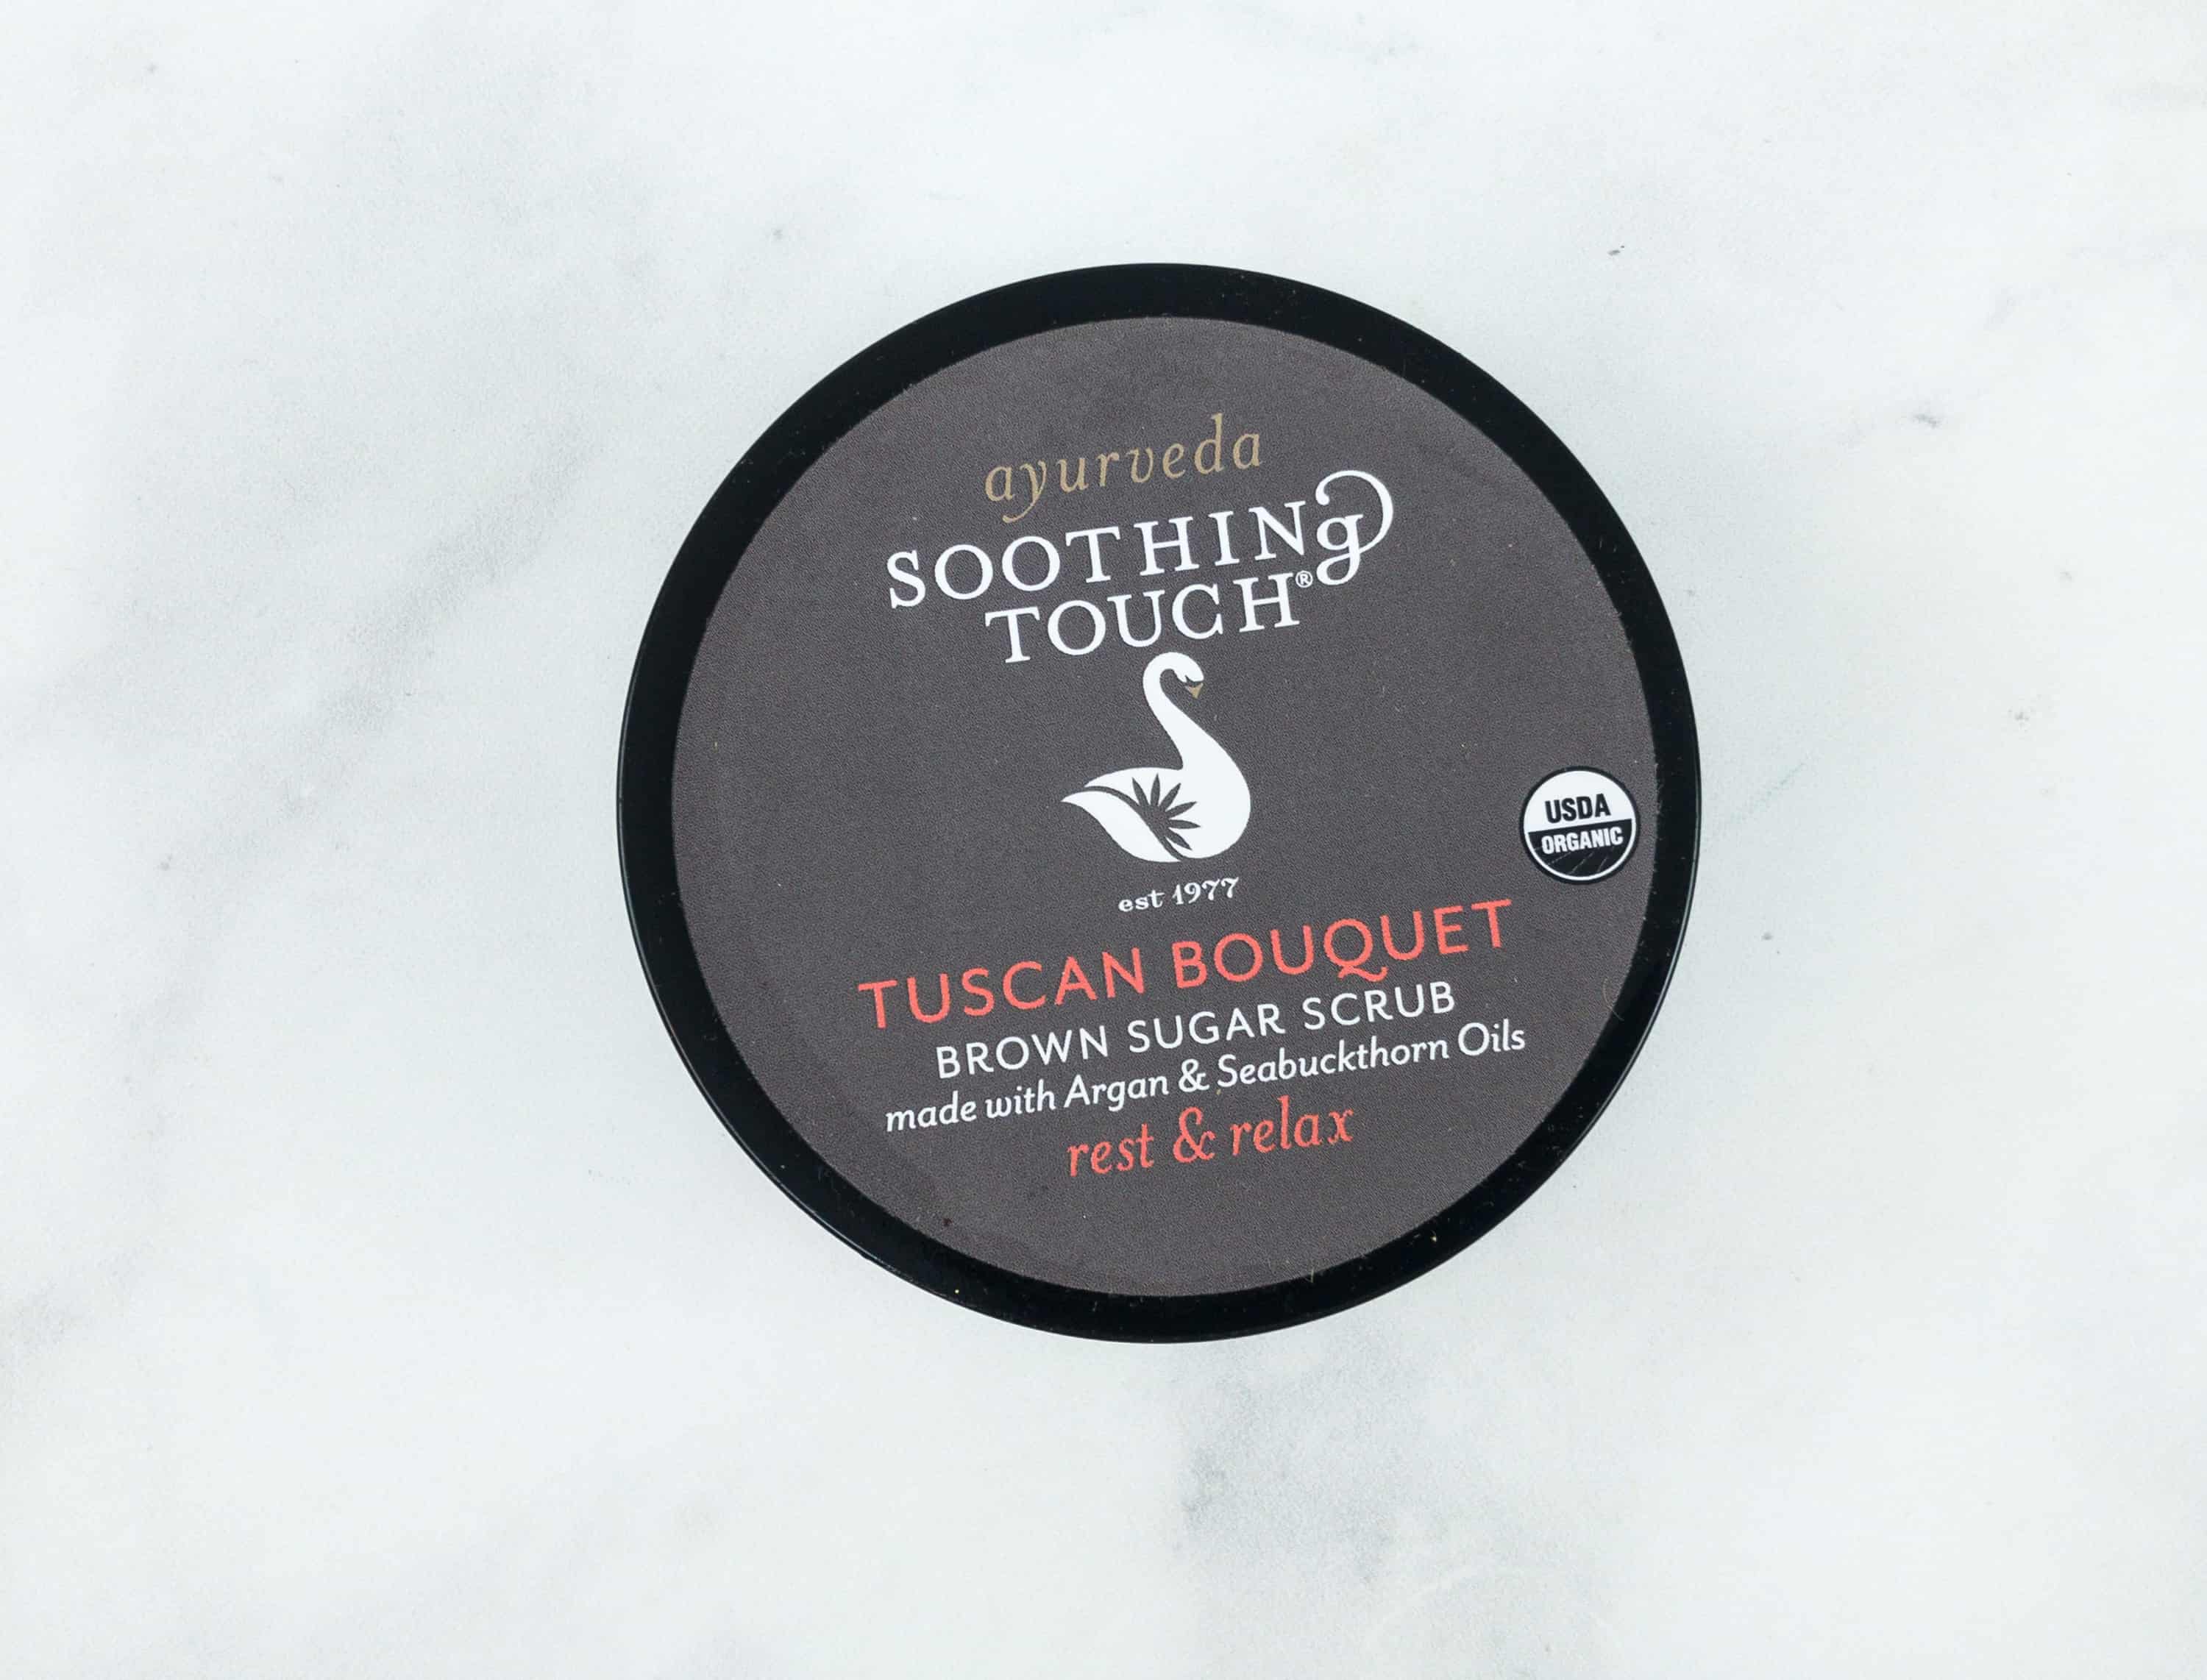 ayurveda
SOOTHINg
TOUCH®
est 1977
USDA
ORGANIC
TUSCAN BOUQUET
BROWN SUGAR SCRUB
made with Argan & Seabuckthorn Oils
rest & relax